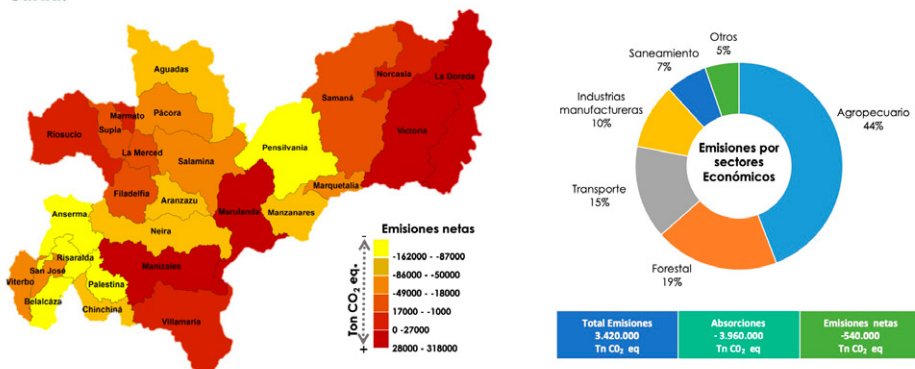 Aguadas
Pácora
Marmato
Riosucio
Supía
La Merced
Salamina
Filadelfia
Aranzazu
Anserma
Neira
Risaralda
San José
Viterbo
Belalcáza
Palestina
Chinchiná
Manizales
Villamaría
Marulanda
Manzanares
Marquetalia
Pensilvania
Samaná
Norcasia
La Dorada
Victoria
Emisiones netas
-
Ton CO2 eq.
+
-162000 - -87000
-86000 - -50000
-49000 - -18000
17000 - -1000
0 -27000
28000 - 318000
Otros
5%
Saneamiento
7%
Industrias
manufactureras
10%
Transporte
15%
Forestal
19%
Agropecuario
44%
Emisiones por
sectores
Económicos
Total Emisiones
3.420.000
Tn CO2 eq
Absorciones
- 3.960.000
Tn CO2 eq
Emisiones netas
-540.000
Tn CO2 eq